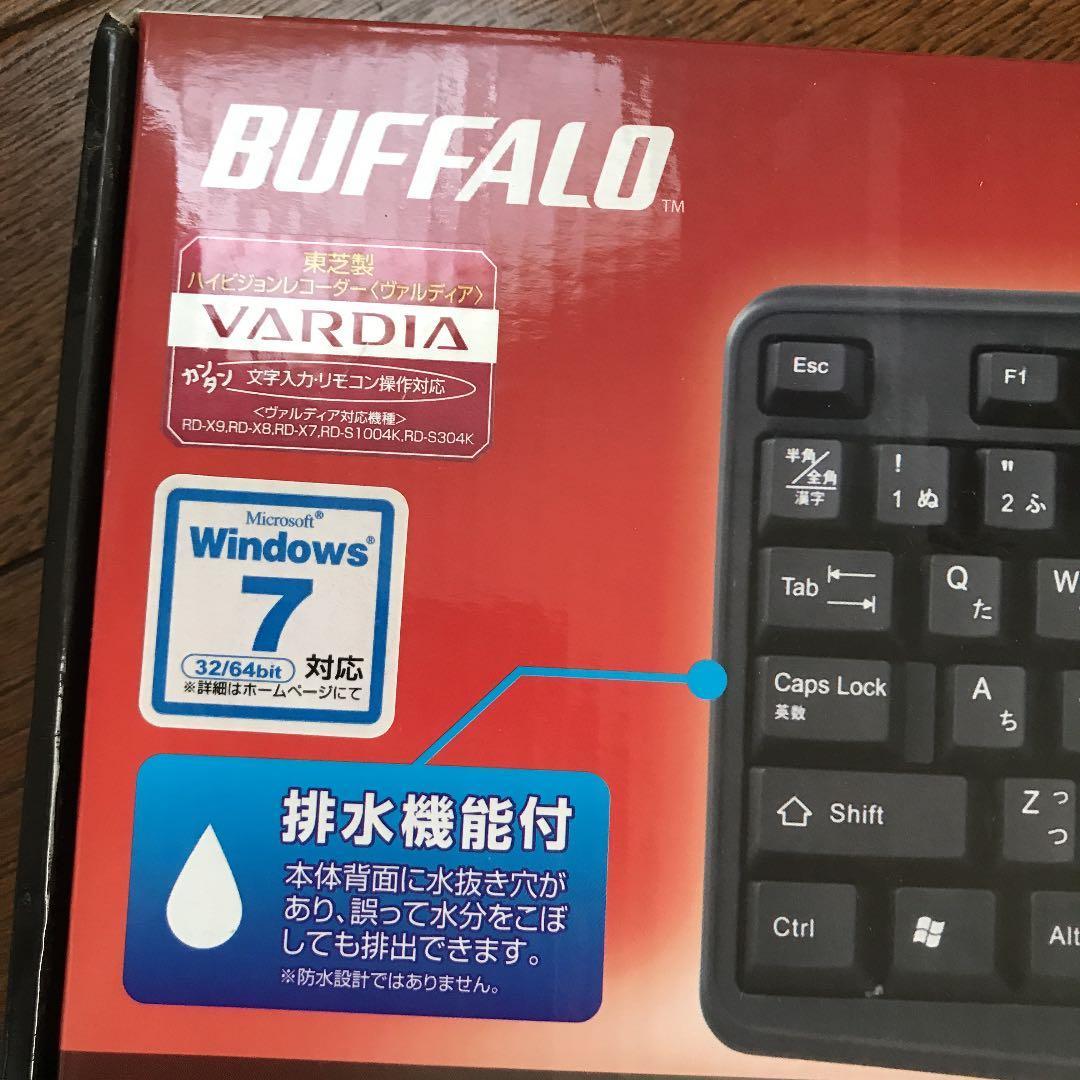 BUFFALO™
東芝製
ハイビジョンレコーダー〈ヴァルディア〉
VARDIA
カンタン 文字入力・リモコン操作対応
<ヴァルディア対応機種>
RD-X9,RD-X8,RD-X7,RD-S1004K,RD-S304K
Microsoft®
Windows®
7
32/64bit 対応
※詳細はホームページにて
排水機能付
本体背面に水抜き穴が
あり、誤って水分をこぼ
しても排出できます。
※防水設計ではありません。
Esc
F1
半角/全角
漢字
!
1 ぬ
"
2 ふ
Tab
Q
た
W
Caps Lock
英数
A
ち
Shift
Z っ
つ
Ctrl
Alt